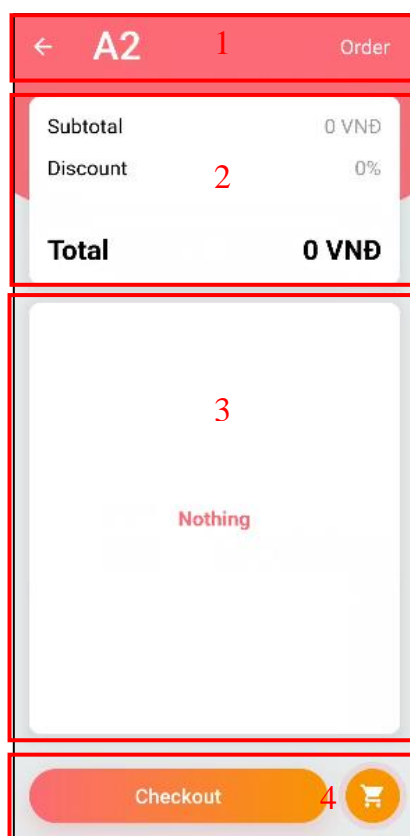 ← A2 1 Order
Subtotal 0 VNĐ
Discount 0%
2
Total 0 VNĐ
3
Nothing
Checkout 4